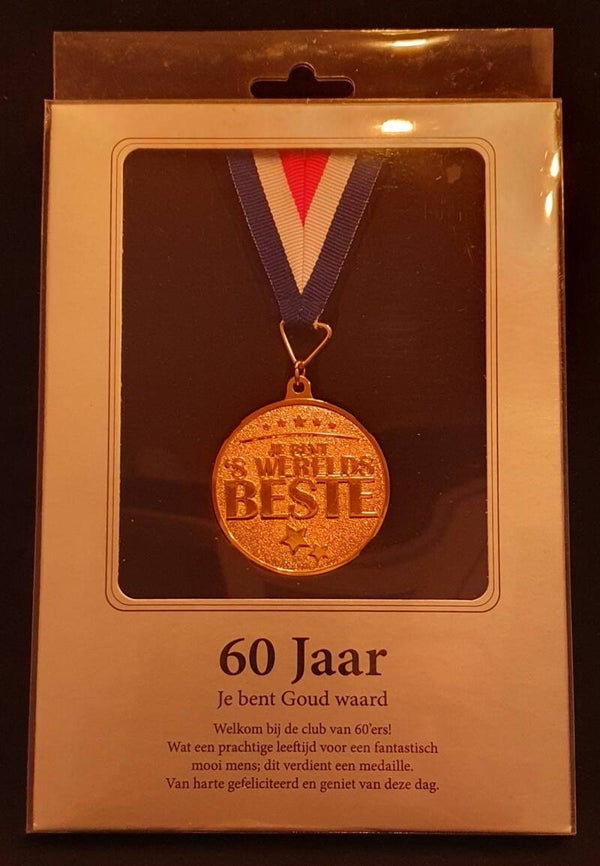 JE BENT
'S WERELDS
BESTE
60 Jaar
Je bent Goud waard
Welkom bij de club van 60'ers!
Wat een prachtige leeftijd voor een fantastisch
mooi mens; dit verdient een medaille.
Van harte gefeliciteerd en geniet van deze dag.